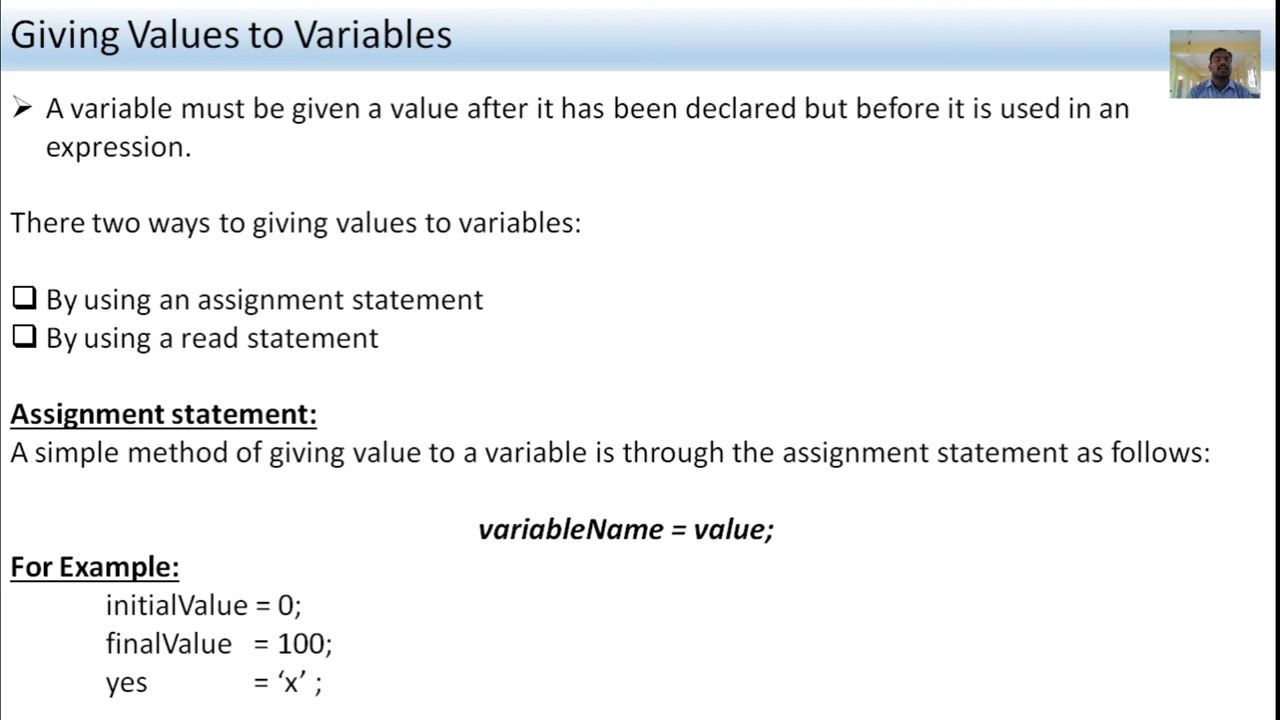 Giving Values to Variables
➢ A variable must be given a value after it has been declared but before it is used in an
expression.
There two ways to giving values to variables:
❑ By using an assignment statement
❑ By using a read statement
Assignment statement:
A simple method of giving value to a variable is through the assignment statement as follows:
variableName = value;
For Example:
initialValue = 0;
finalValue = 100;
yes = ‘x’ ;